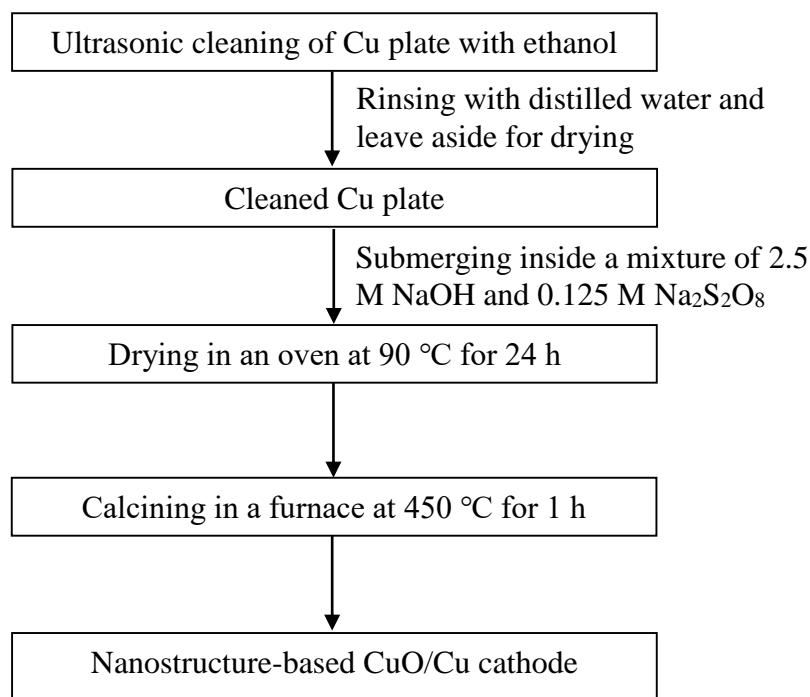 Ultrasonic cleaning of Cu plate with ethanol
Rinsing with distilled water and
leave aside for drying
Cleaned Cu plate
Submerging inside a mixture of 2.5
M NaOH and 0.125 M Na₂S₂O₈
Drying in an oven at 90 ℃ for 24 h
Calcining in a furnace at 450 ℃ for 1 h
Nanostructure-based CuO/Cu cathode